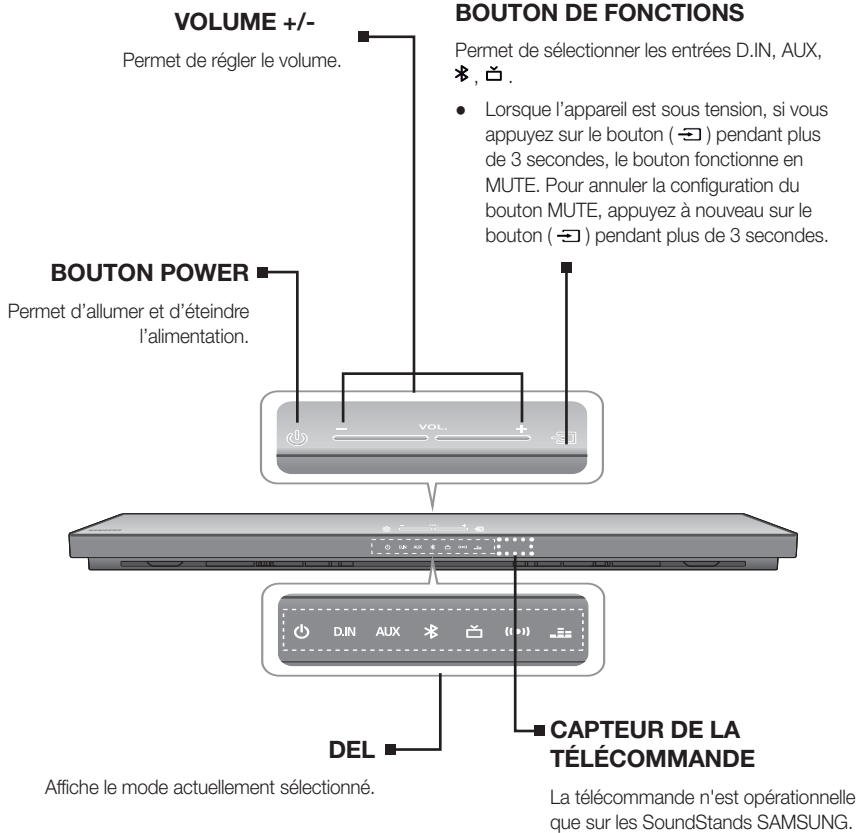 VOLUME +/-
Permet de régler le volume.
BOUTON DE FONCTIONS
Permet de sélectionner les entrées D.IN, AUX,
, .
● Lorsque l’appareil est sous tension, si vous
appuyez sur le bouton ( ) pendant plus
de 3 secondes, le bouton fonctionne en
MUTE. Pour annuler la configuration du
bouton MUTE, appuyez à nouveau sur le
bouton ( ) pendant plus de 3 secondes.
BOUTON POWER
Permet d’allumer et d’éteindre
l’alimentation.
− VOL. +
D.IN AUX
DEL
Affiche le mode actuellement sélectionné.
CAPTEUR DE LA
TÉLÉCOMMANDE
La télécommande n'est opérationnelle
que sur les SoundStands SAMSUNG.